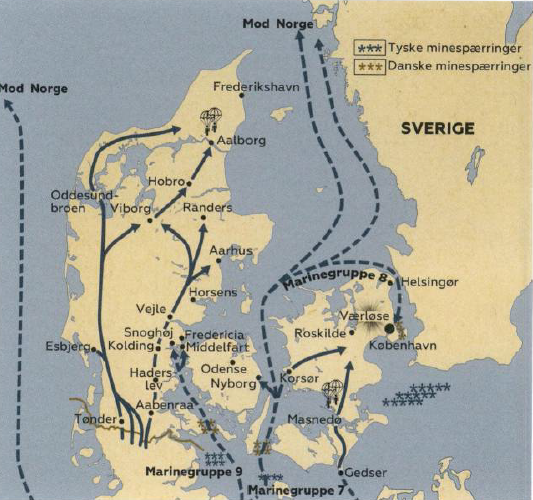 Mod Norge
*** Tyske minespærringer
*** Danske minespærringer
Mod Norge
Frederikshavn
SVERIGE
Aalborg
Hobro
Oddesund-
broen
Viborg
Randers
Aarhus
Marinegruppe 8
Helsingør
Horsens
Vejle
Værløse
Snoghøj
Fredericia
Roskilde
Esbjerg
Kolding
Middelfart
København
Haders
lev
Odense
Nyborg
Korsør
Aabenraa
Tønder
Masnedø
Marinegruppe 9
Gedser
Marinegruppe 7